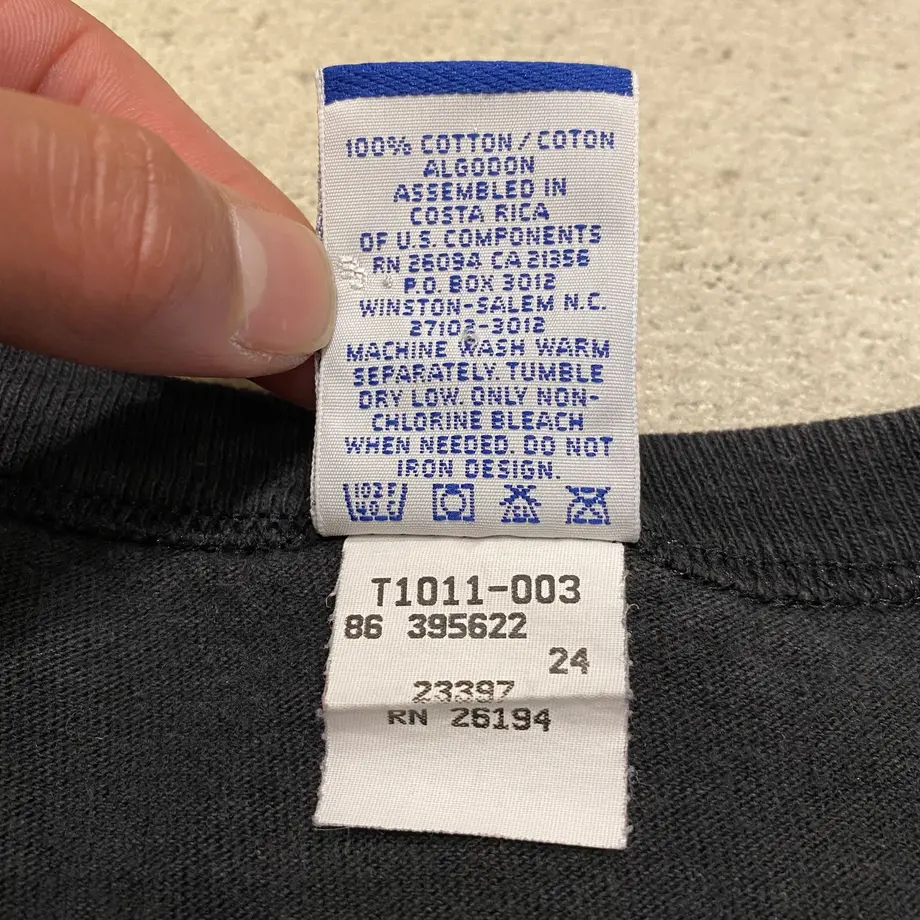 100% COTTON / COTON
ALGODON
ASSEMBLED IN
COSTA RICA
OF U.S. COMPONENTS
RN 26094 CA 21356
P.O. BOX 3012
WINSTON-SALEM N.C.
27102-3012
MACHINE WASH WARM
SEPARATELY. TUMBLE
DRY LOW. ONLY NON-
CHLORINE BLEACH
WHEN NEEDED. DO NOT
IRON DESIGN.
102F
40C
T1011-003
86 395622
24
23397
RN 26194